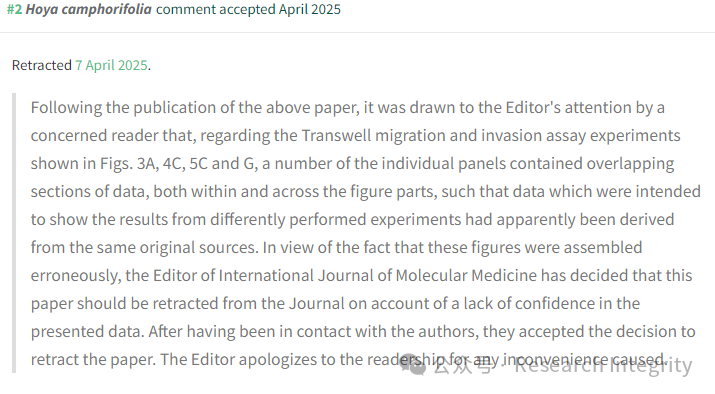 #2 Hoya camphorifolia comment accepted April 2025
Retracted 7 April 2025.
Following the publication of the above paper, it was drawn to the Editor's attention by a
concerned reader that, regarding the Transwell migration and invasion assay experiments
shown in Figs. 3A, 4C, 5C and G, a number of the individual panels contained overlapping
sections of data, both within and across the figure parts, such that data which were intended
to show the results from differently performed experiments had apparently been derived
from the same original sources. In view of the fact that these figures were assembled
erroneously, the Editor of International Journal of Molecular Medicine has decided that this
paper should be retracted from the Journal on account of a lack of confidence in the
presented data. After having been in contact with the authors, they accepted the decision to
retract the paper. The Editor apologizes to the readership for any inconvenience caused.
公众号 · Research Integrity